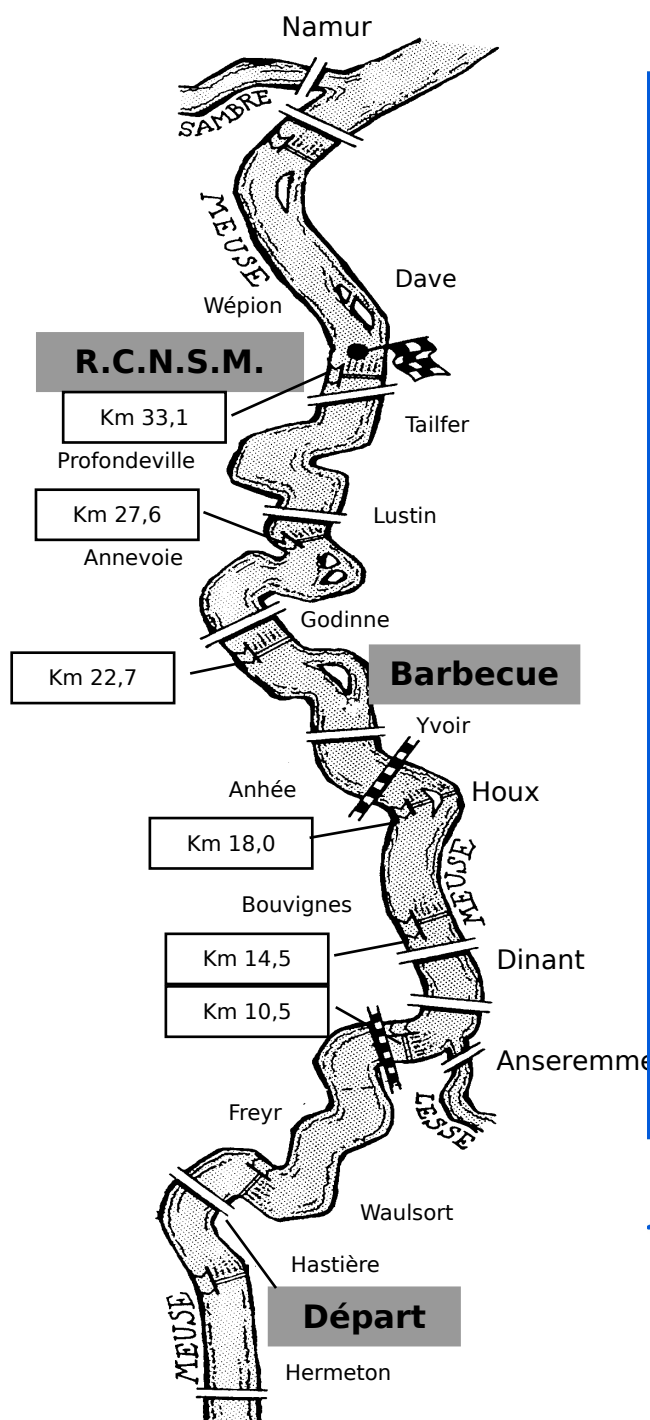 Namur
SAMBRE
MEUSE
Dave
Wépion
R.C.N.S.M.
Km 33,1
Tailfer
Profondeville
Km 27,6
Lustin
Annevoie
Godinne
Km 22,7
Barbecue
Yvoir
Anhée
Houx
Km 18,0
MEUSE
Bouvignes
Km 14,5
Dinant
Km 10,5
Anseremme
LESSE
Freyr
Waulsort
Hastière
MEUSE
Départ
Hermeton